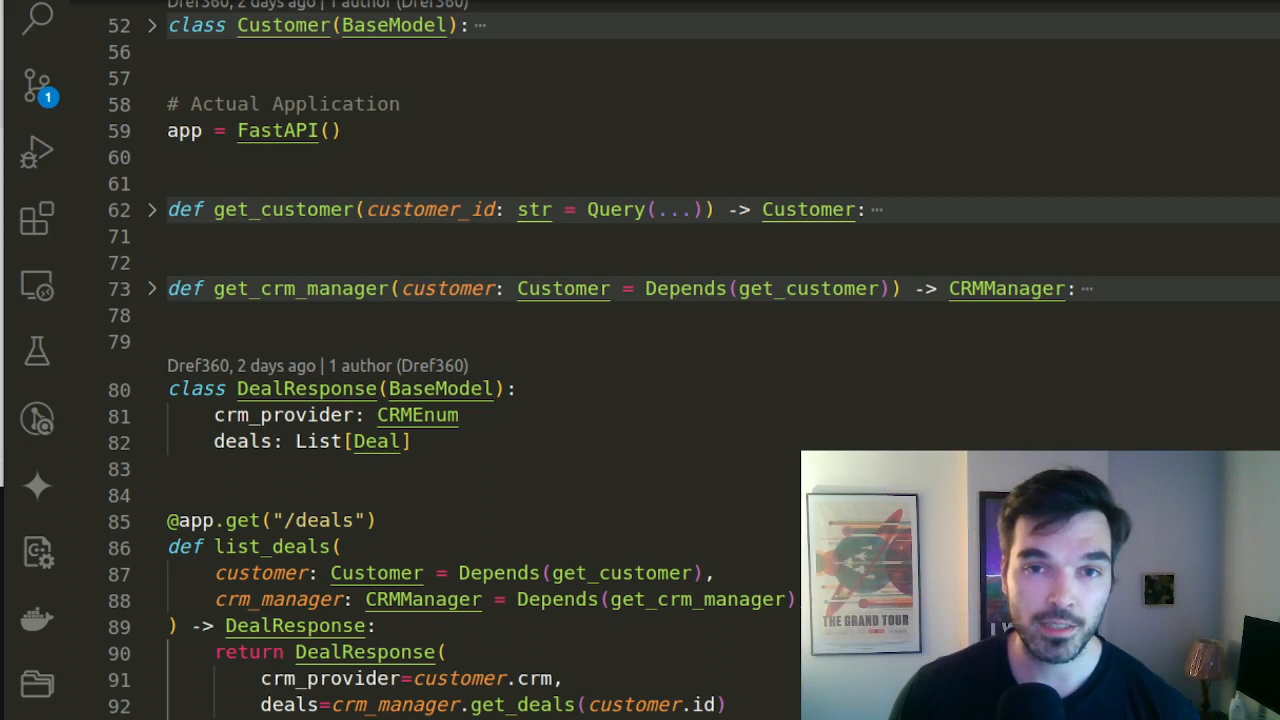 Dref360, 2 days ago | 1 author (Dref360)
52 class Customer(BaseModel): ⋯
56
57
58 # Actual Application
59 app = FastAPI()
60
61
62 def get_customer(customer_id: str = Query(...)) -> Customer: ⋯
71
72
73 def get_crm_manager(customer: Customer = Depends(get_customer)) -> CRMManager: ⋯
78
79
Dref360, 2 days ago | 1 author (Dref360)
80 class DealResponse(BaseModel):
81 crm_provider: CRMEnum
82 deals: List[Deal]
83
84
85 @app.get("/deals")
86 def list_deals(
87 customer: Customer = Depends(get_customer),
88 crm_manager: CRMManager = Depends(get_crm_manager)
89 ) -> DealResponse:
90 return DealResponse(
91 crm_provider=customer.crm,
92 deals=crm_manager.get_deals(customer.id)
1
THE GRAND TOUR